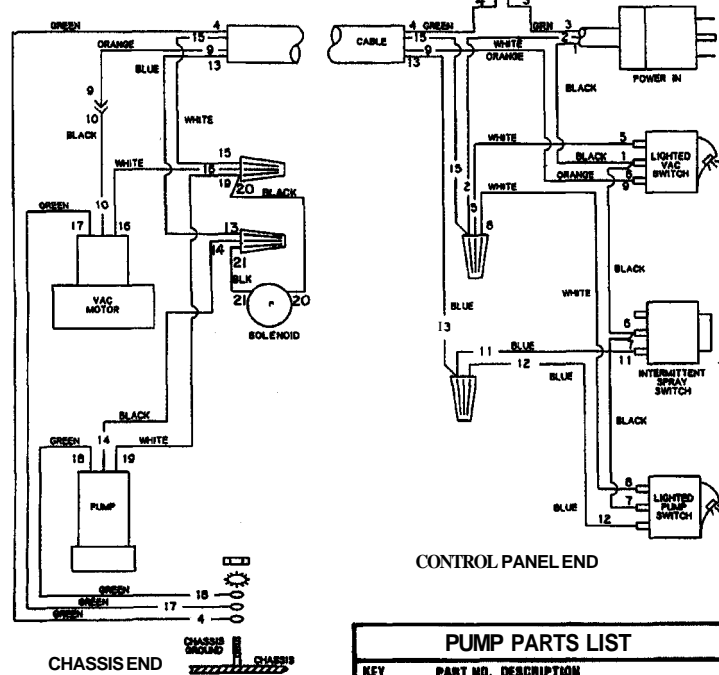 4 3
GREEN 4
15
ORANGE 9
13
BLUE
9
10
BLACK
WHITE
WHITE
15
16
19
20
BLACK
GREEN
10
17 16
VAC
MOTOR
13
14
21
BLK
21 20
SOLENOID
BLACK
GREEN 14 WHITE
18 19
PUMP
GREEN 18
GREEN 17
GREEN 4
CHASSIS
GROUND
CHASSIS
CHASSIS END
CABLE
4 GREEN GRN 3
15 WHITE 2
9 ORANGE 1
13
POWER IN
BLACK
WHITE 5
BLACK 1
ORANGE 6
9
LIGHTED
VAC
SWITCH
15 2 5 8
WHITE
BLACK
WHITE
BLUE
13
6
7
11 BLUE 11
12 BLUE
INTERMITTENT
SPRAY
SWITCH
BLACK
8
7
BLUE 12
LIGHTED
PUMP
SWITCH
CONTROL PANEL END
PUMP PARTS LIST
KEY PART NO. DESCRIPTION